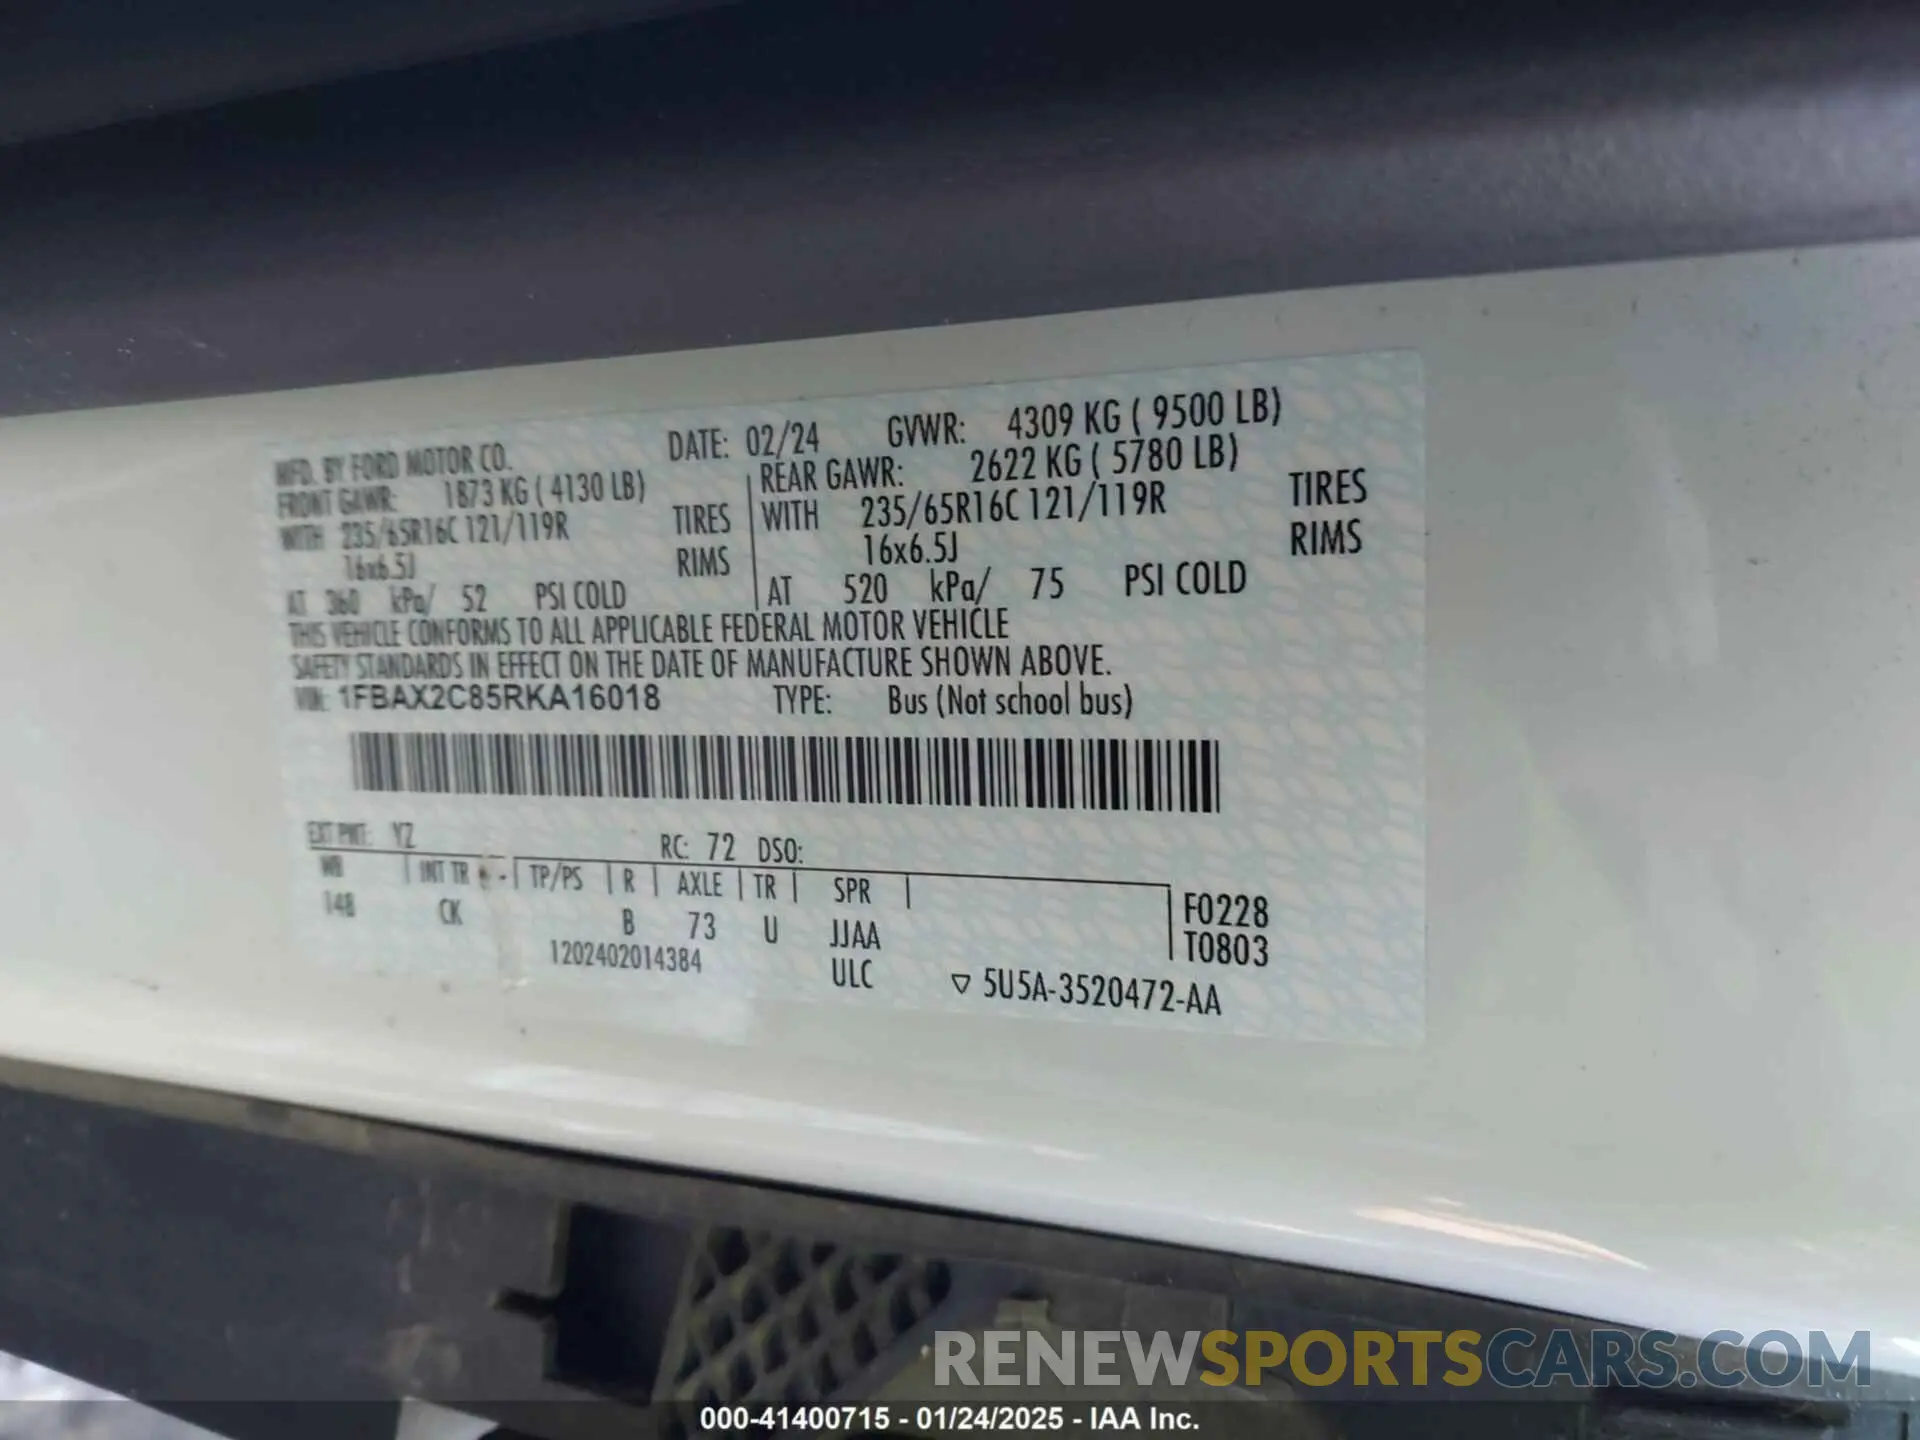 MFD. BY FORD MOTOR CO. DATE: 02/24 GVWR: 4309 KG ( 9500 LB)
FRONT GAWR: 1873 KG ( 4130 LB) REAR GAWR: 2622 KG ( 5780 LB)
WITH 235/65R16C 121/119R TIRES WITH 235/65R16C 121/119R TIRES
16x6.5J RIMS 16x6.5J RIMS
AT 360 kPa/ 52 PSI COLD AT 520 kPa/ 75 PSI COLD
THIS VEHICLE CONFORMS TO ALL APPLICABLE FEDERAL MOTOR VEHICLE
SAFETY STANDARDS IN EFFECT ON THE DATE OF MANUFACTURE SHOWN ABOVE.
VIN: 1FBAX2C85RKA16018 TYPE: Bus (Not school bus)
EXT PNT: YZ RC: 72 DSO:
WB INT TR TP/PS R AXLE TR SPR F0228
148 CK B 73 U JJAA T0803
1202402014384 ULC ▽ 5U5A-3520472-AA
RENEWSPORTSCARS.COM
000-41400715 - 01/24/2025 - IAA Inc.